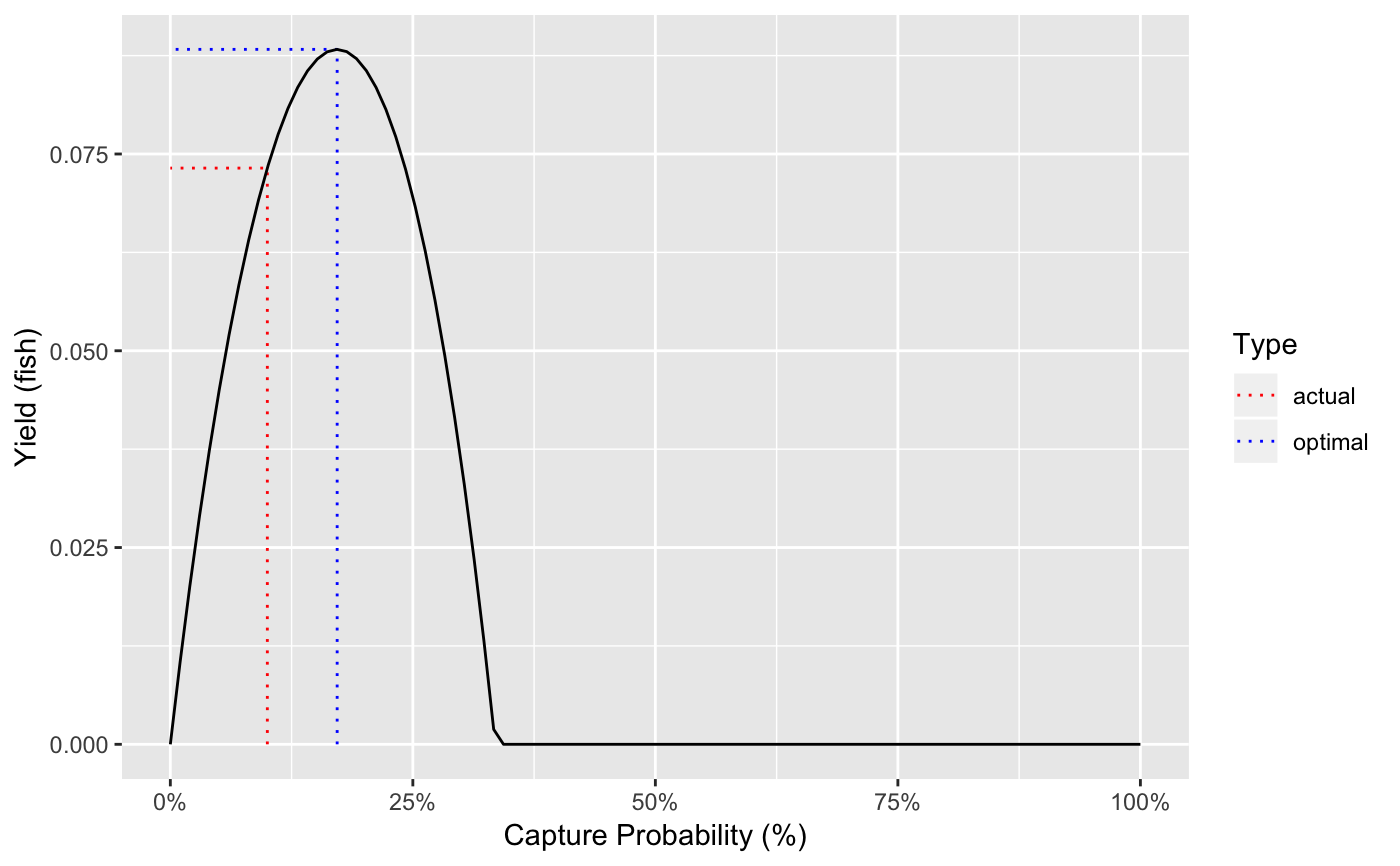 Yield (fish)
0.075
0.050
0.025
0.000
0%
25%
50%
75%
100%
Capture Probability (%)
Type
actual
optimal